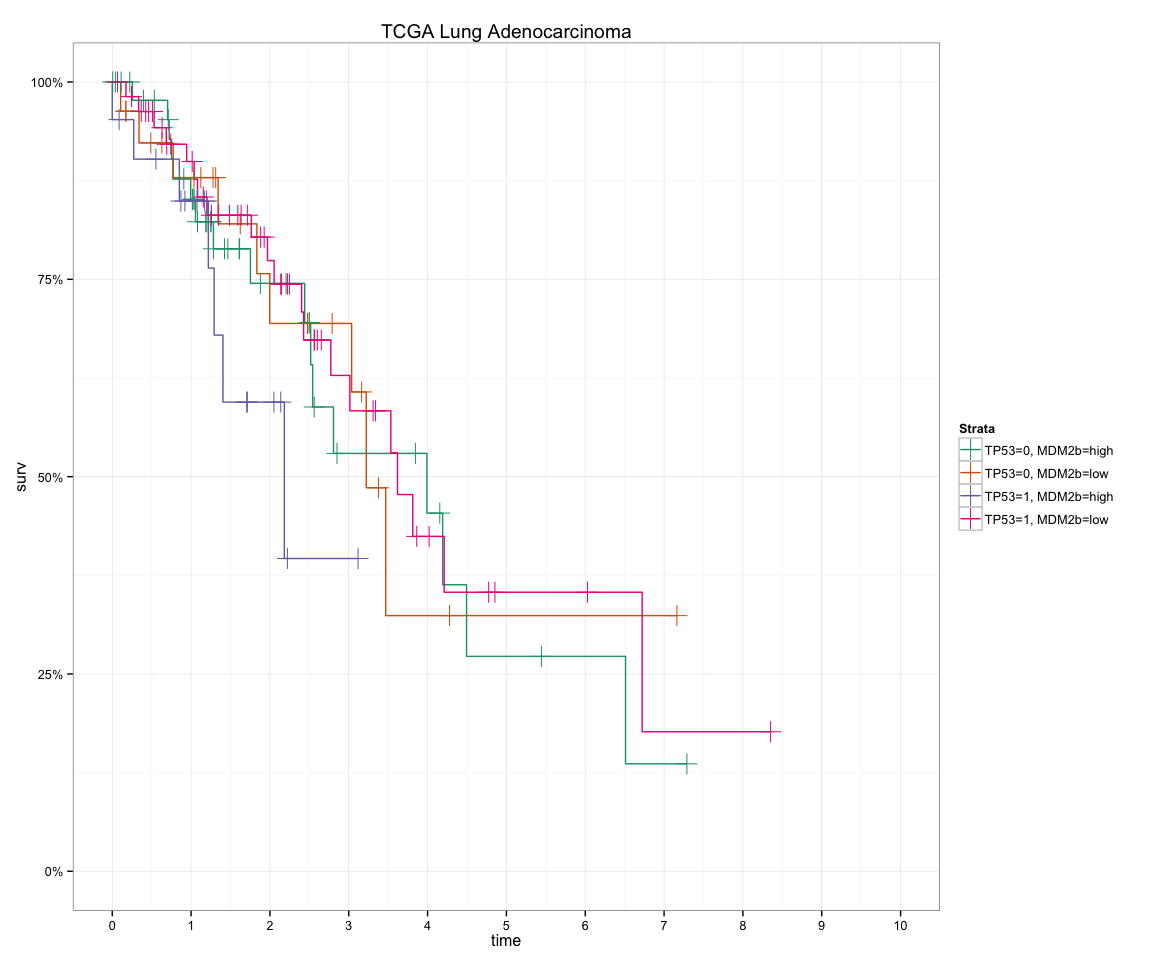 TCGA Lung Adenocarcinoma
100%
75%
50%
25%
0%
surv
0 1 2 3 4 5 6 7 8 9 10
time
Strata
TP53=0, MDM2b=high
TP53=0, MDM2b=low
TP53=1, MDM2b=high
TP53=1, MDM2b=low